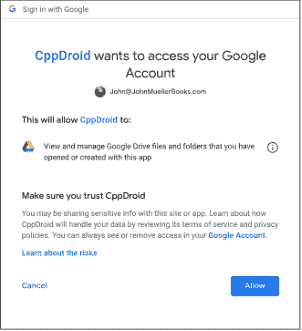 Sign in with Google
CppDroid wants to access your Google
Account
John@JohnMuellerBooks.com
This will allow CppDroid to:
View and manage Google Drive files and folders that you have
opened or created with this app
Make sure you trust CppDroid
You may be sharing sensitive info with this site or app. Learn about how
CppDroid will handle your data by reviewing its terms of service and privacy
policies. You can always see or remove access in your Google Account.
Learn about the risks
Cancel
Allow